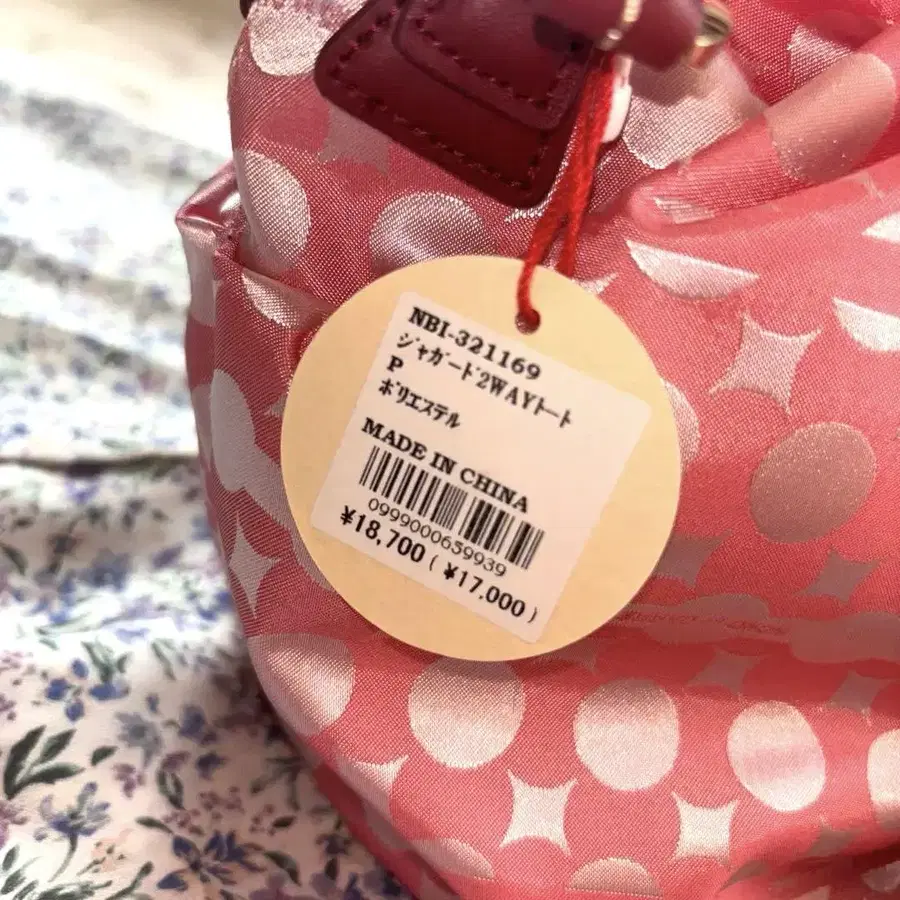 NBI-321169
ｼﾞｬｶﾞｰﾄﾞ2WAYﾄｰﾄ
P
ﾎﾟﾘｴｽﾃﾙ
MADE IN CHINA
0999000659939
¥18,700 ( ¥17,000 )